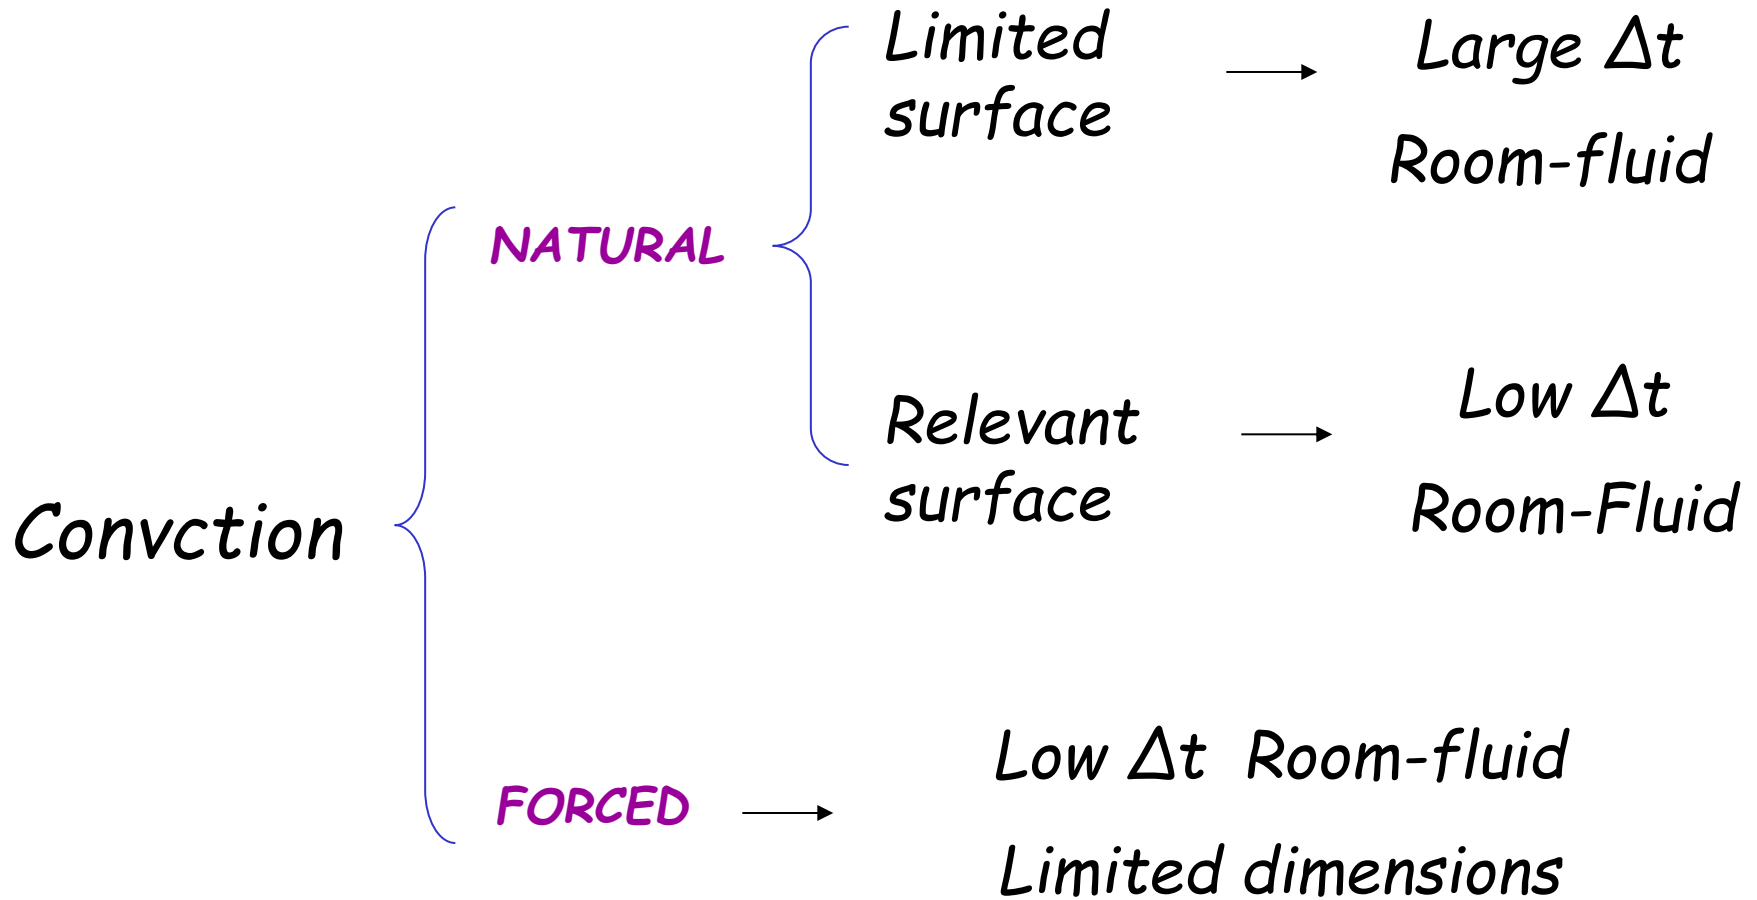 Limited
surface
Large Δt
Room-fluid
NATURAL
Relevant
surface
Low Δt
Room-Fluid
Convction
FORCED
Low Δt Room-fluid
Limited dimensions